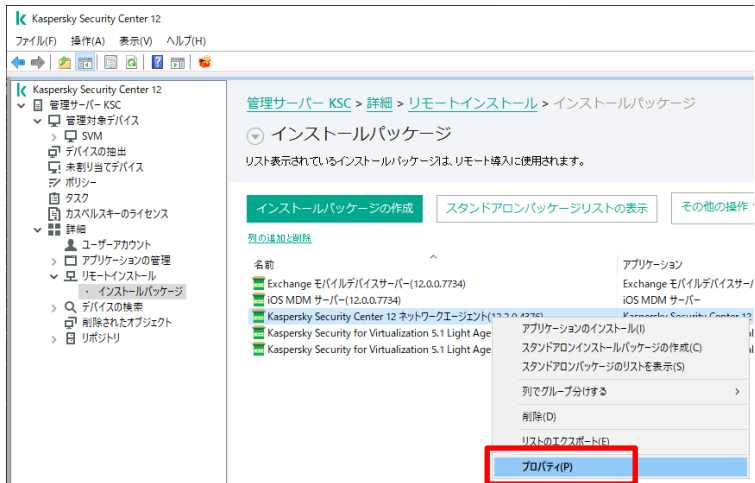 Kaspersky Security Center 12
ファイル(F) 操作(A) 表示(V) ヘルプ(H)
Kaspersky Security Center 12
管理サーバー KSC
管理対象デバイス
SVM
デバイスの抽出
未割り当てデバイス
ポリシー
タスク
カスペルスキーのライセンス
詳細
ユーザーアカウント
アプリケーションの管理
リモートインストール
・ インストールパッケージ
デバイスの検索
削除されたオブジェクト
リポジトリ
管理サーバー KSC > 詳細 > リモートインストール > インストールパッケージ
インストールパッケージ
リスト表示されているインストールパッケージは、リモート導入に使用されます。
インストールパッケージの作成 スタンドアロンパッケージリストの表示 その他の操作
列の追加と削除
名前 アプリケーション
Exchange モバイルデバイスサーバー(12.0.0.7734) Exchange モバイルデバイスサー
iOS MDM サーバー(12.0.0.7734) iOS MDM サーバー
Kaspersky Security Center 12 ネットワークエージェント(12.2.0.4376) Kaspersky Security Center 12
Kaspersky Security for Virtualization 5.1 Light Age
Kaspersky Security for Virtualization 5.1 Light Age
アプリケーションのインストール(I)
スタンドアロンインストールパッケージの作成(C)
スタンドアロンパッケージのリストを表示(S)
列でグループ分けする
削除(D)
リストのエクスポート(E)
プロパティ(P)